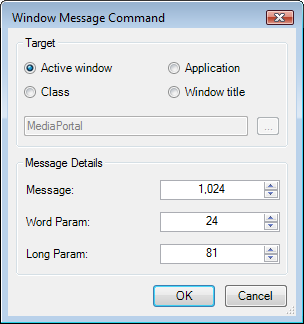 Window Message Command
Target
Active window
Application
Class
Window title
MediaPortal
...
Message Details
Message:
1,024
Word Param:
24
Long Param:
81
OK
Cancel